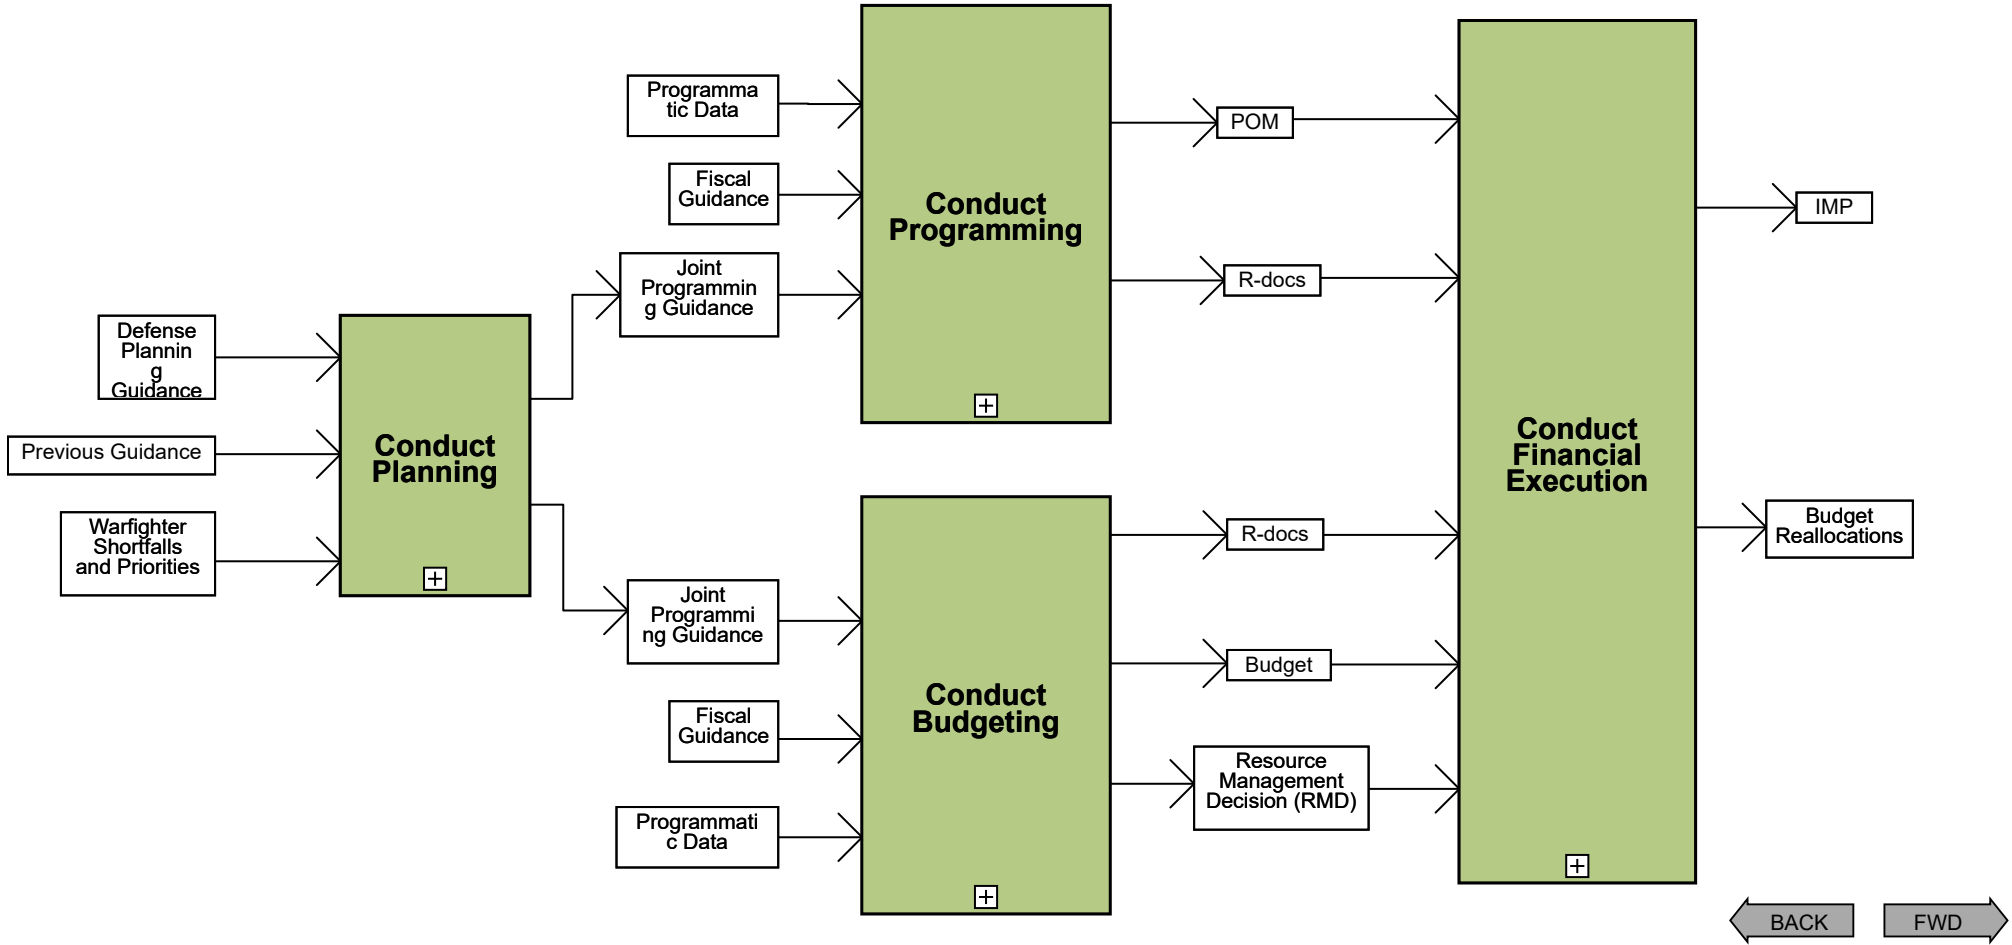 Defense
Plannin
g
Guidance
Previous Guidance
Warfighter
Shortfalls
and Priorities
Conduct
Planning
Programma
tic Data
Fiscal
Guidance
Joint
Programmin
g Guidance
Joint
Programmi
ng Guidance
Fiscal
Guidance
Programmati
c Data
Conduct
Programming
Conduct
Budgeting
POM
R-docs
R-docs
Budget
Resource
Management
Decision (RMD)
Conduct
Financial
Execution
IMP
Budget
Reallocations
BACK
FWD